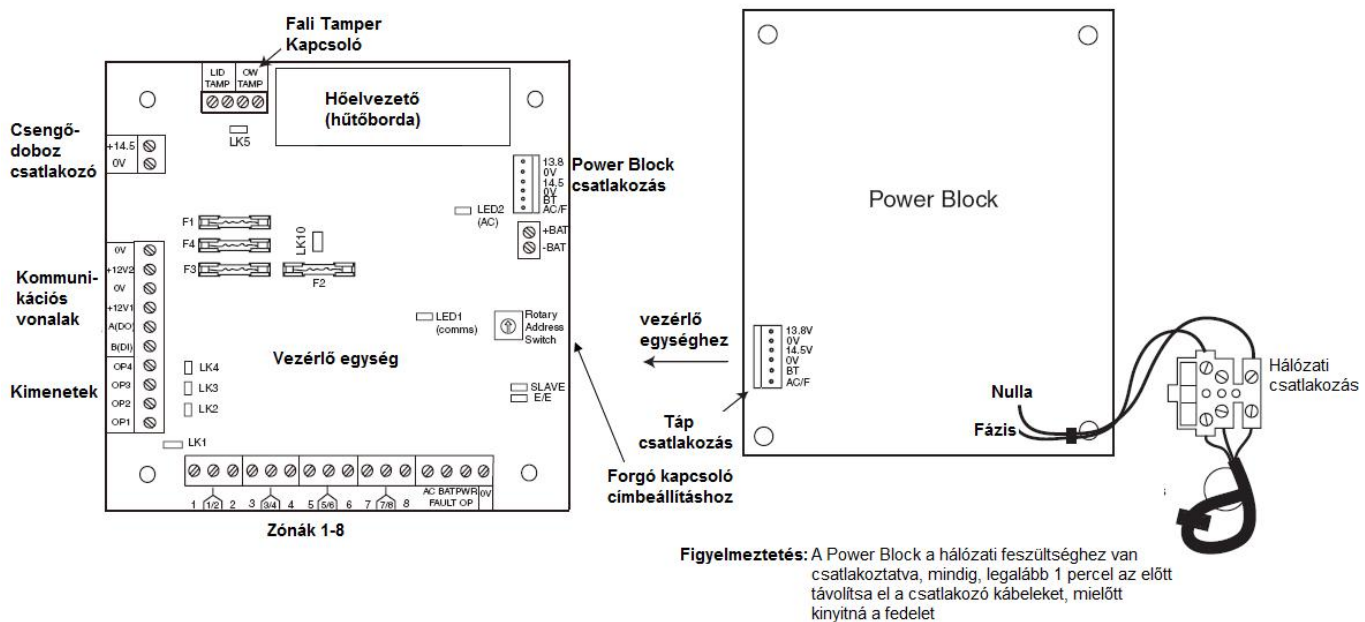 Fali Tamper
Kapcsoló
LID
TAMP
OW
TAMP
Hőelvezető
(hűtőborda)
LK5
Csengő-
doboz
csatlakozó
+14.5
0V
13.8
0V
14.5
0V
BT
AC/F
Power Block
csatlakozás
LED2
(AC)
+BAT
-BAT
F1
F4
F3
LK10
F2
Kommuni-
kációs
vonalak
0V
+12V2
0V
+12V1
A(DO)
B(DI)
Kimenetek
OP4
OP3
OP2
OP1
LED1
(comms)
Rotary
Address
Switch
Vezérlő egység
LK4
LK3
LK2
LK1
SLAVE
E/E
1 1/2 2 3 3/4 4 5 5/6 6 7 7/8 8
AC BATPWR
FAULT OP
0V
Zónák 1-8
Forgó kapcsoló
címbeállításhoz
Power Block
vezérlő
egységhez
13.8V
0V
14.5V
0V
BT
AC/F
Táp
csatlakozás
Nulla
Fázis
Hálózati
csatlakozás
Figyelmeztetés: A Power Block a hálózati feszültséghez van
csatlakoztatva, mindig, legalább 1 percel az előtt
távolítsa el a csatlakozó kábeleket, mielőtt
kinyitná a fedelet